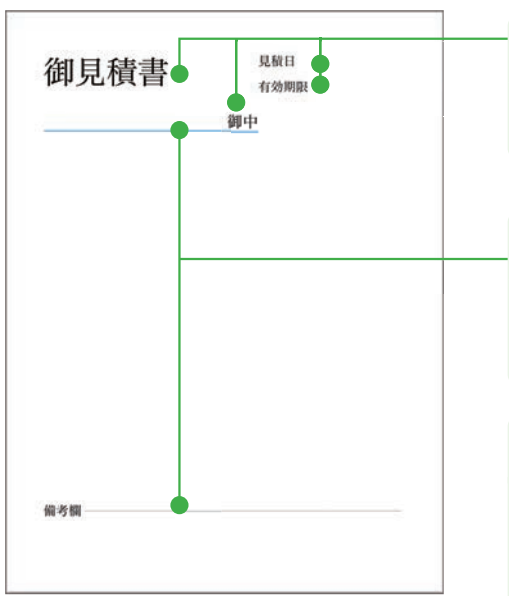 御見積書
見積日
有効期限
御中
備考欄